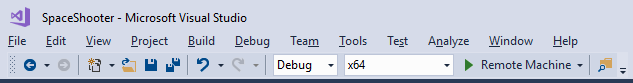 SpaceShooter - Microsoft Visual Studio
File Edit View Project Build Debug Team Tools Test Analyze Window Help
Debug x64 Remote Machine